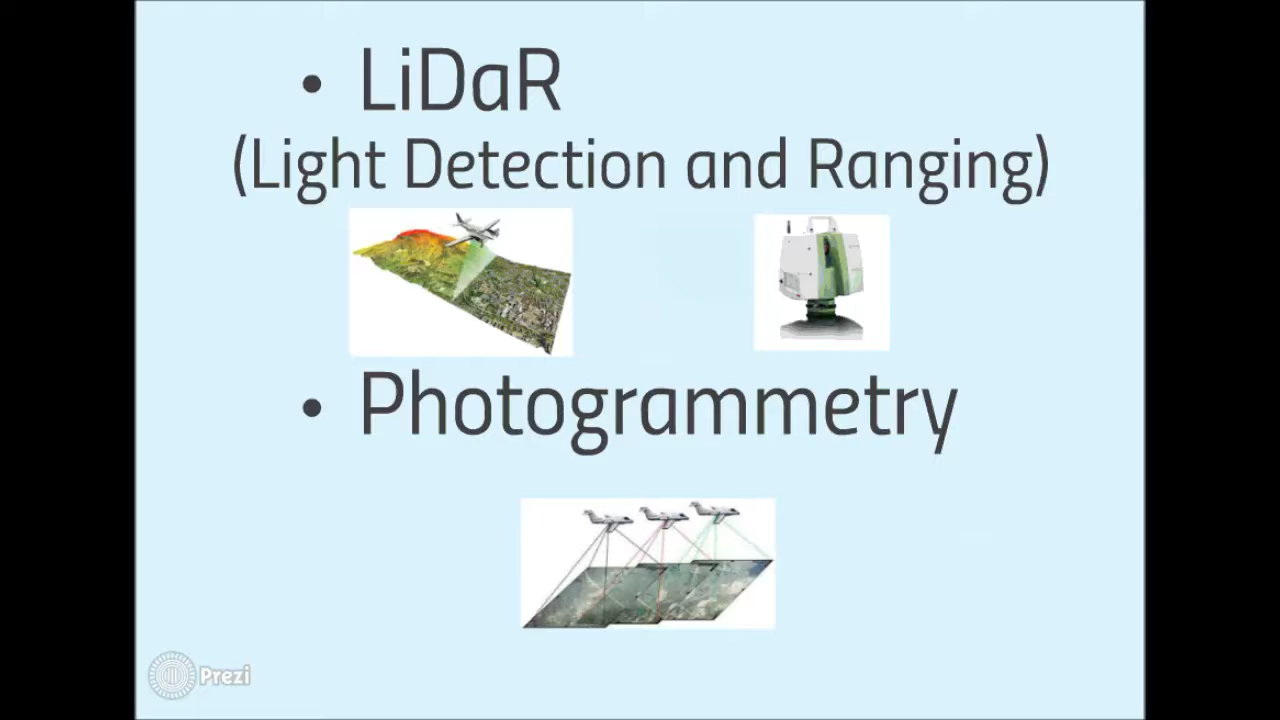 • LiDaR
(Light Detection and Ranging)
• Photogrammetry
Prezi